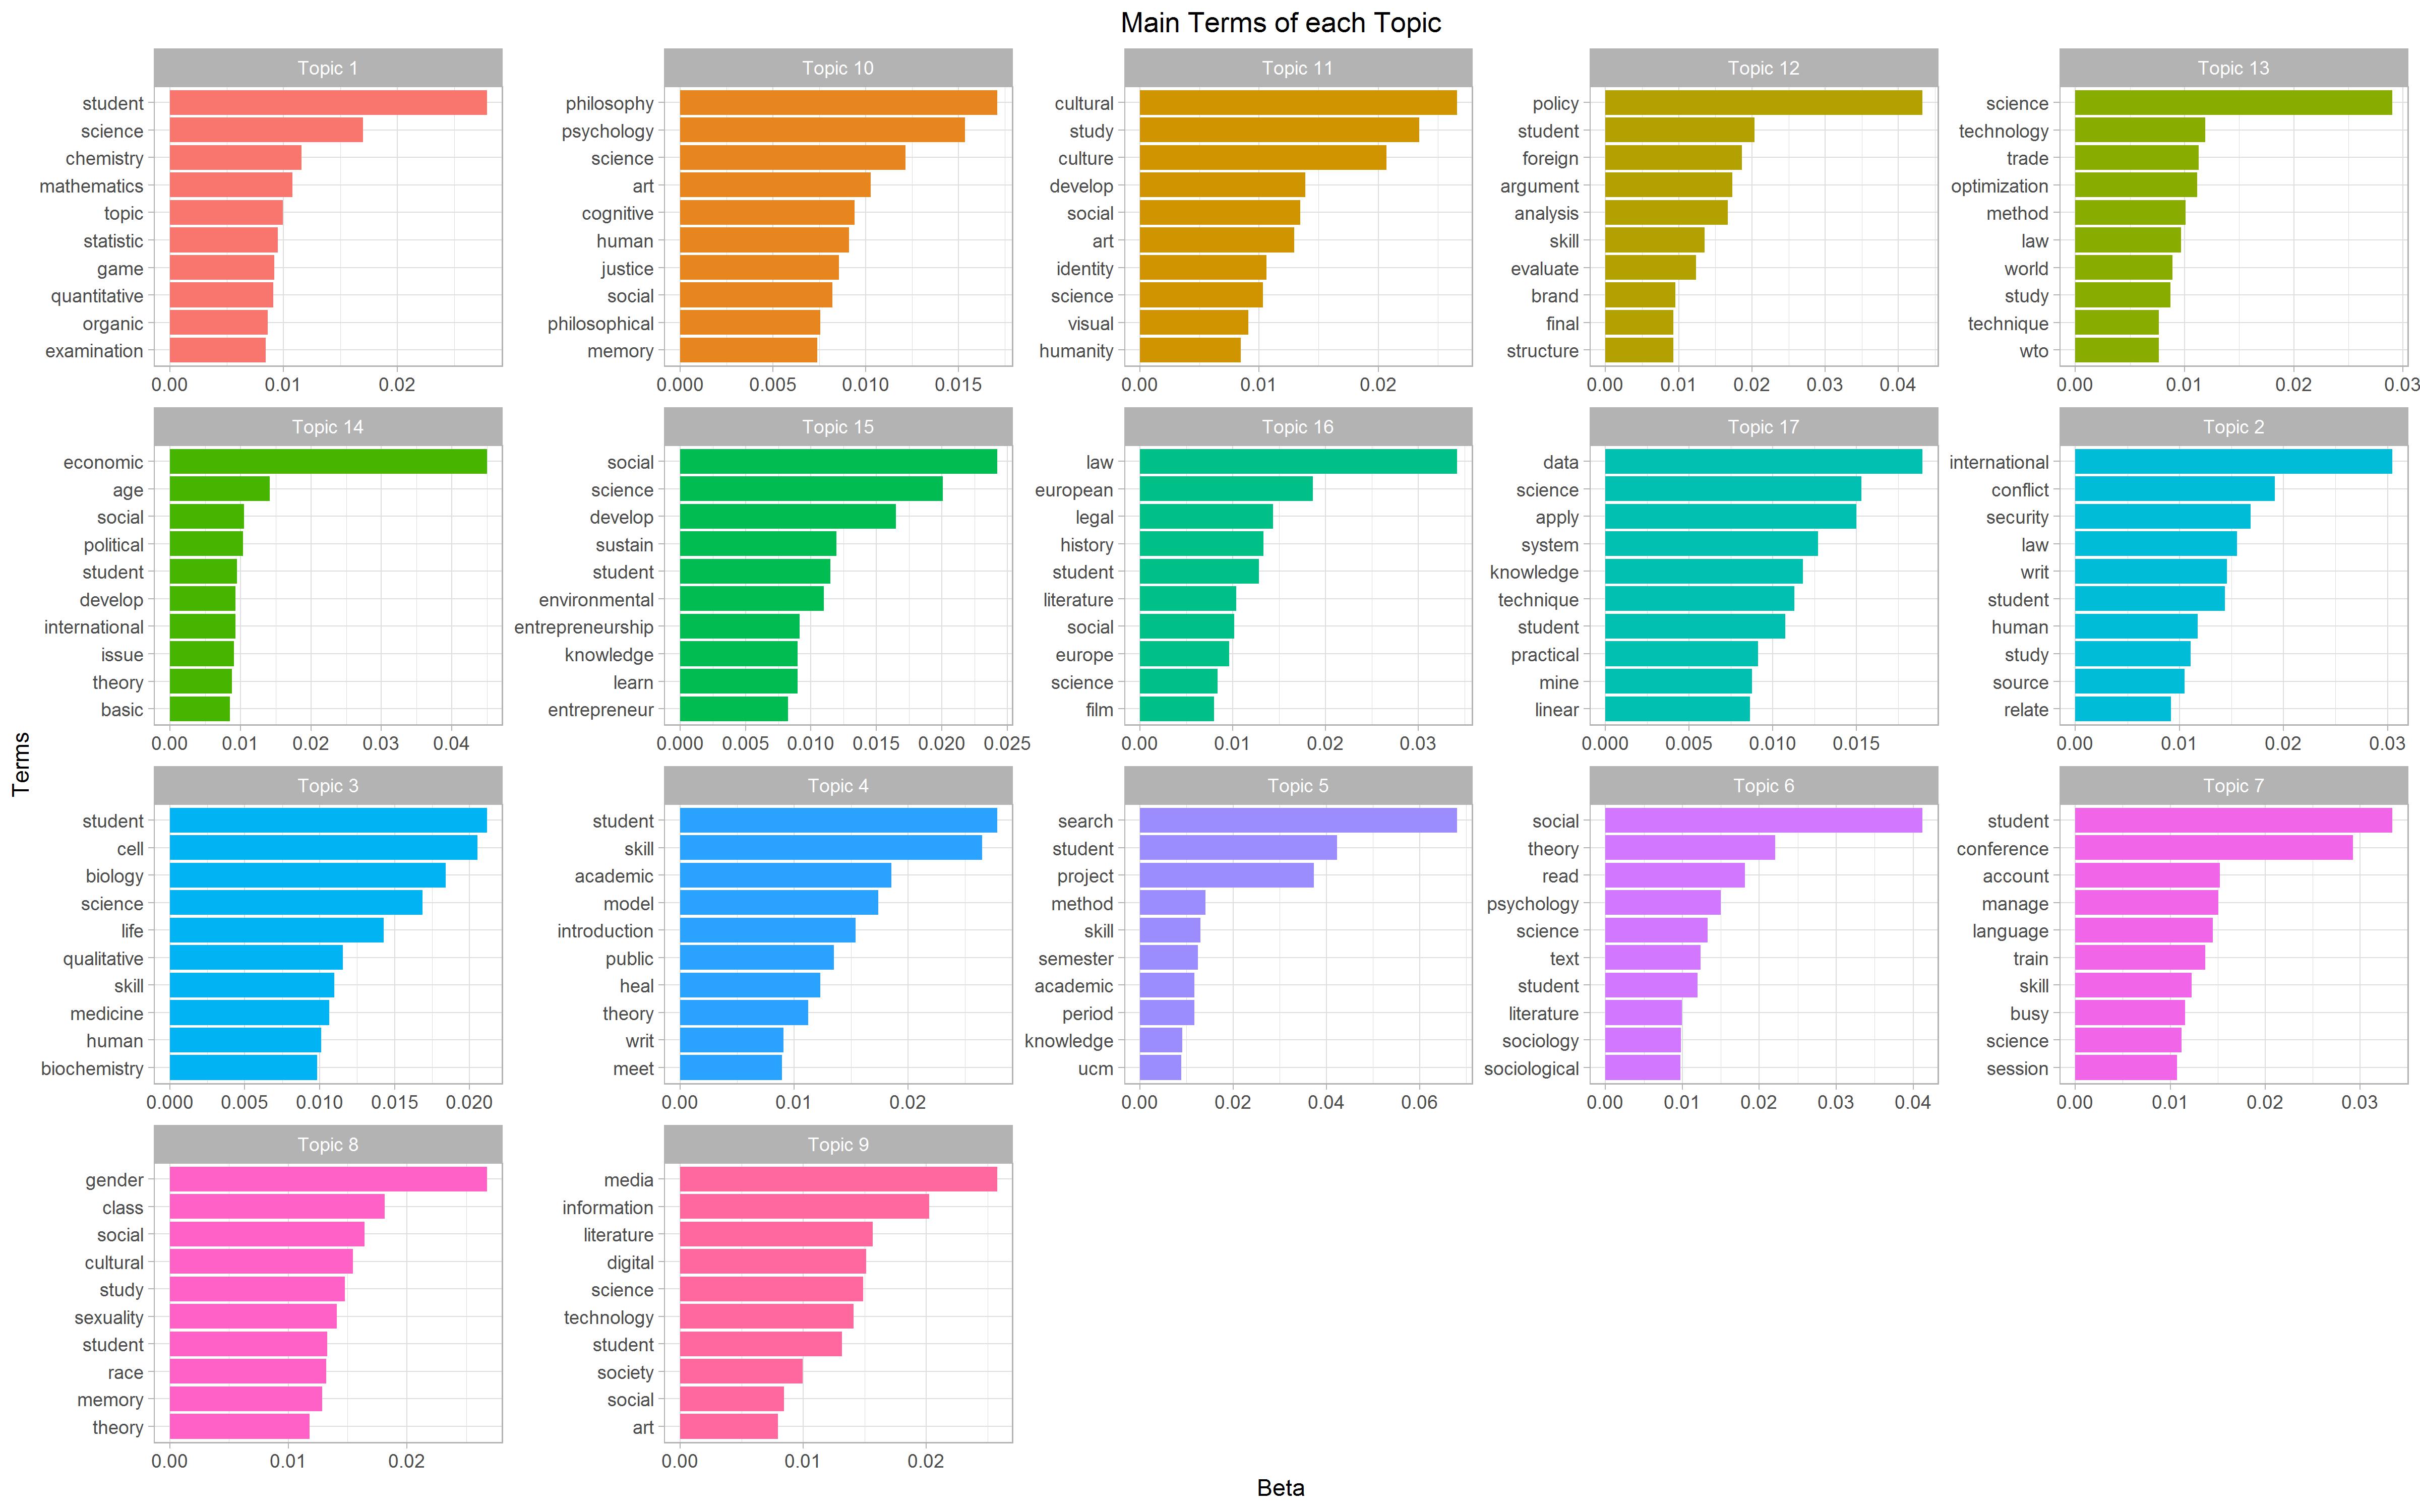 Main Terms of each Topic
Topic 1
student
science
chemistry
mathematics
topic
statistic
game
quantitative
organic
examination
0.00 0.01 0.02
Topic 10
philosophy
psychology
science
art
cognitive
human
justice
social
philosophical
memory
0.000 0.005 0.010 0.015
Topic 11
cultural
study
culture
develop
social
art
identity
science
visual
humanity
0.00 0.01 0.02
Topic 12
policy
student
foreign
argument
analysis
skill
evaluate
brand
final
structure
0.00 0.01 0.02 0.03 0.04
Topic 13
science
technology
trade
optimization
method
law
world
study
technique
wto
0.00 0.01 0.02 0.03
Topic 14
economic
age
social
political
student
develop
international
issue
theory
basic
0.00 0.01 0.02 0.03 0.04
Topic 15
social
science
develop
sustain
student
environmental
entrepreneurship
knowledge
learn
entrepreneur
0.000 0.005 0.010 0.015 0.020 0.025
Topic 16
law
european
legal
history
student
literature
social
europe
science
film
0.00 0.01 0.02 0.03
Topic 17
data
science
apply
system
knowledge
technique
student
practical
mine
linear
0.000 0.005 0.010 0.015
Topic 2
international
conflict
security
law
writ
student
human
study
source
relate
0.00 0.01 0.02 0.03
Terms
Topic 3
student
cell
biology
science
life
qualitative
skill
medicine
human
biochemistry
0.000 0.005 0.010 0.015 0.020
Topic 4
student
skill
academic
model
introduction
public
heal
theory
writ
meet
0.00 0.01 0.02
Topic 5
search
student
project
method
skill
semester
academic
period
knowledge
ucm
0.00 0.02 0.04 0.06
Topic 6
social
theory
read
psychology
science
text
student
literature
sociology
sociological
0.00 0.01 0.02 0.03 0.04
Topic 7
student
conference
account
manage
language
train
skill
busy
science
session
0.00 0.01 0.02 0.03
Topic 8
gender
class
social
cultural
study
sexuality
student
race
memory
theory
0.00 0.01 0.02
Topic 9
media
information
literature
digital
science
technology
student
society
social
art
0.00 0.01 0.02
Beta